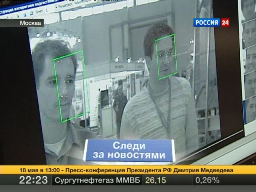 Москва
РОССИЯ 24
Следи
за новостями
18 мая в 13:00 - Пресс-конференция Президента РФ Дмитрия Медведева
22:23 Сургутнефтегаз ММВБ 26,15 0,26%